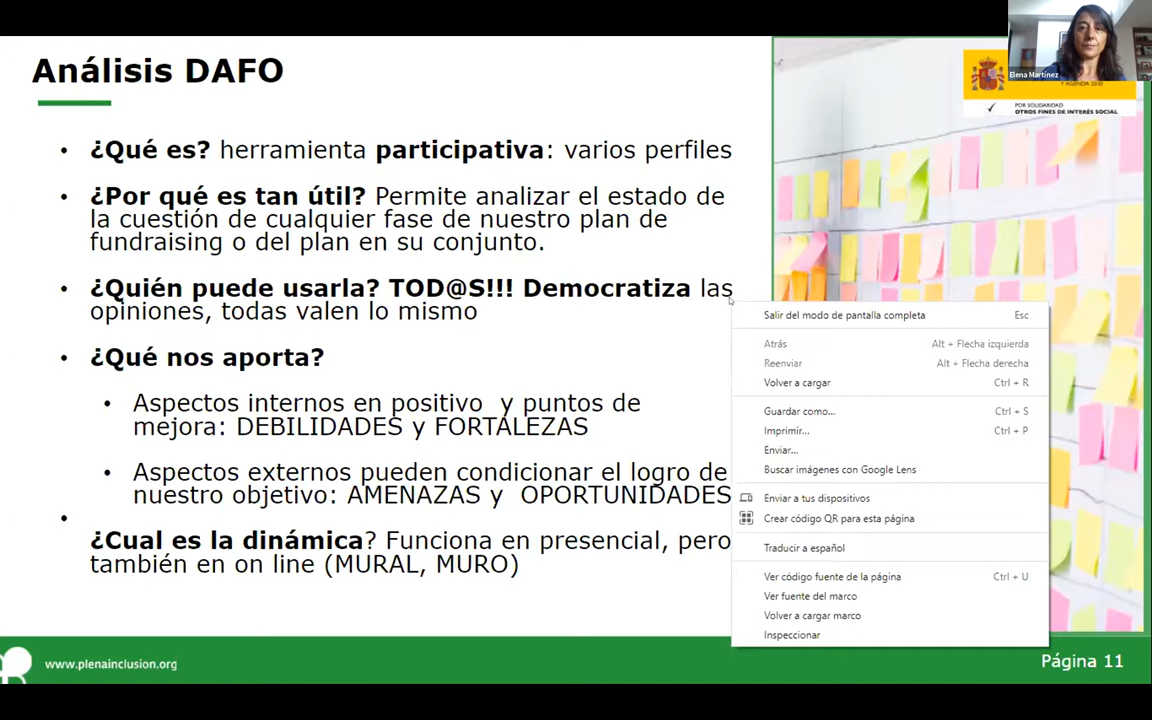 Análisis DAFO
Elena Martínez
Y AGENDA 2030
POR SOLIDARIDAD
OTROS FINES DE INTERÉS SOCIAL
• ¿Qué es? herramienta participativa: varios perfiles
• ¿Por qué es tan útil? Permite analizar el estado de
la cuestión de cualquier fase de nuestro plan de
fundraising o del plan en su conjunto.
• ¿Quién puede usarla? TOD@S!!! Democratiza las
opiniones, todas valen lo mismo
• ¿Qué nos aporta?
• Aspectos internos en positivo y puntos de
mejora: DEBILIDADES y FORTALEZAS
• Aspectos externos pueden condicionar el logro de
nuestro objetivo: AMENAZAS y OPORTUNIDADES
•
¿Cual es la dinámica? Funciona en presencial, pero
también en on line (MURAL, MURO)
Salir del modo de pantalla completa Esc
Atrás Alt + Flecha izquierda
Reenviar Alt + Flecha derecha
Volver a cargar Ctrl + R
Guardar como... Ctrl + S
Imprimir... Ctrl + P
Enviar...
Buscar imágenes con Google Lens
Enviar a tus dispositivos
Crear código QR para esta página
Traducir a español
Ver código fuente de la página Ctrl + U
Ver fuente del marco
Volver a cargar marco
Inspeccionar
www.plenainclusion.org
Página 11